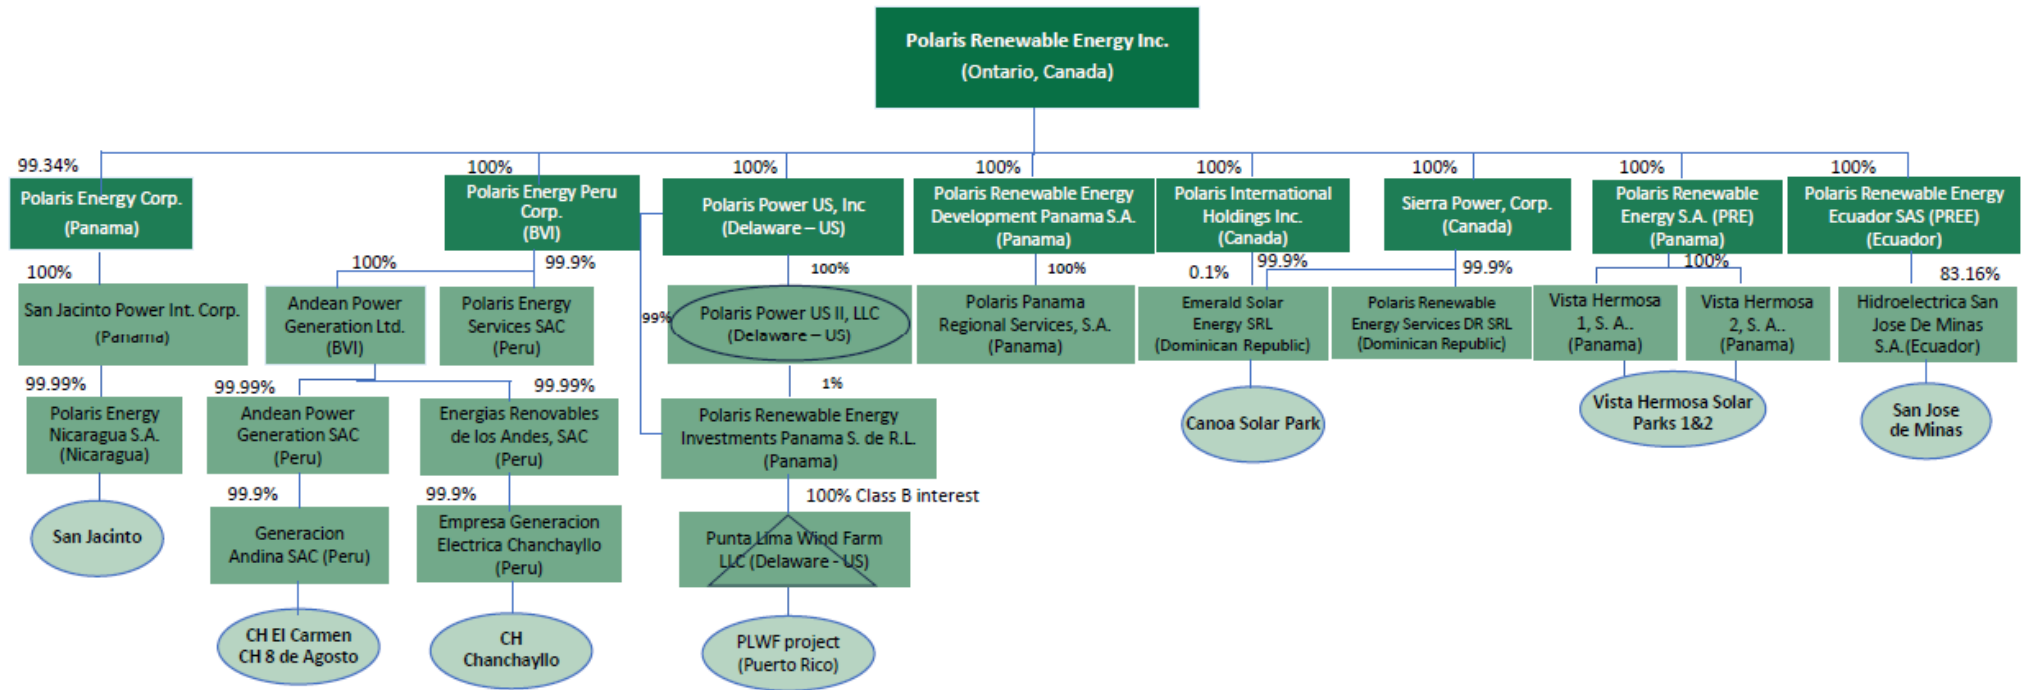 Polaris Renewable Energy Inc.
(Ontario, Canada)
99.34%
100%
100%
100%
100%
100%
100%
100%
Polaris Energy Corp.
(Panama)
Polaris Energy Peru
Corp.
(BVI)
Polaris Power US, Inc
(Delaware – US)
Polaris Renewable Energy
Development Panama S.A.
(Panama)
Polaris International
Holdings Inc.
(Canada)
Sierra Power, Corp.
(Canada)
Polaris Renewable
Energy S.A. (PRE)
(Panama)
Polaris Renewable Energy
Ecuador SAS (PREE)
(Ecuador)
100%
100%
99.9%
100%
100%
0.1%
99.9%
99.9%
100%
83.16%
San Jacinto Power Int. Corp.
(Panama)
Andean Power
Generation Ltd.
(BVI)
Polaris Energy
Services SAC
(Peru)
99%
Polaris Power US II, LLC
(Delaware – US)
Polaris Panama
Regional Services, S.A.
(Panama)
Emerald Solar
Energy SRL
(Dominican Republic)
Polaris Renewable
Energy Services DR SRL
(Dominican Republic)
Vista Hermosa
1, S. A..
(Panama)
Vista Hermosa
2, S. A..
(Panama)
Hidroelectrica San
Jose De Minas
S.A.(Ecuador)
99.99%
99.99%
99.99%
1%
Polaris Energy
Nicaragua S.A.
(Nicaragua)
Andean Power
Generation SAC
(Peru)
Energias Renovables
de los Andes, SAC
(Peru)
Polaris Renewable Energy
Investments Panama S. de R.L.
(Panama)
Canoa Solar Park
Vista Hermosa Solar
Parks 1&2
San Jose
de Minas
99.9%
99.9%
100% Class B interest
San Jacinto
Generacion
Andina SAC (Peru)
Empresa Generacion
Electrica Chanchayllo
(Peru)
Punta Lima Wind Farm
LLC (Delaware - US)
CH El Carmen
CH 8 de Agosto
CH
Chanchayllo
PLWF project
(Puerto Rico)